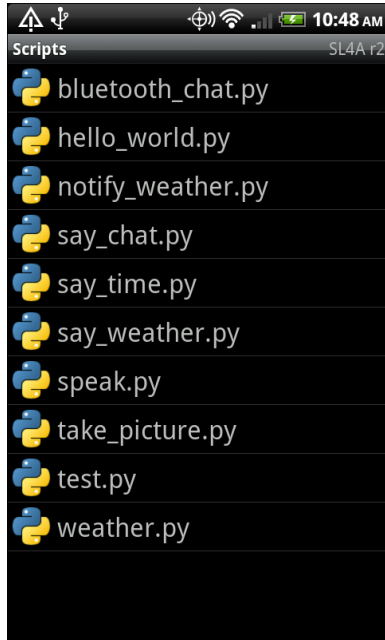 10:48 AM
Scripts SL4A r2
bluetooth_chat.py
hello_world.py
notify_weather.py
say_chat.py
say_time.py
say_weather.py
speak.py
take_picture.py
test.py
weather.py